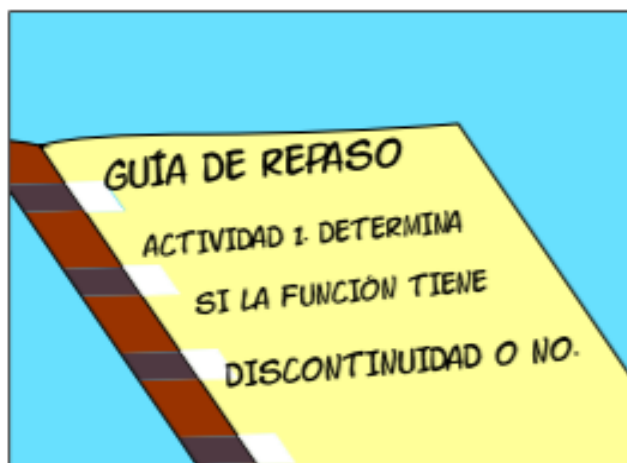 GUÍA DE REPASO
ACTIVIDAD 1. DETERMINA
SI LA FUNCIÓN TIENE
DISCONTINUIDAD O NO.